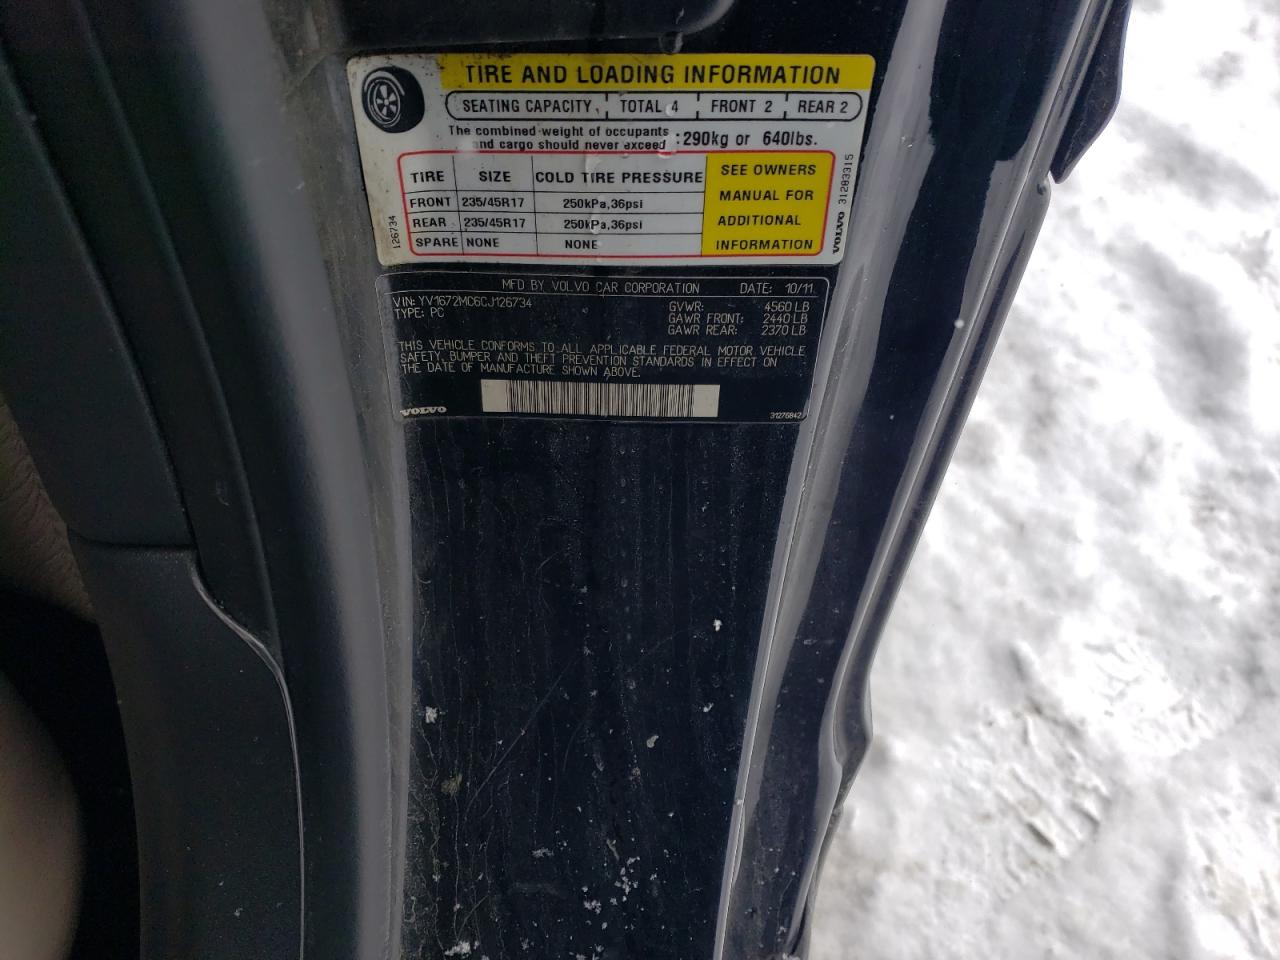 TIRE AND LOADING INFORMATION
SEATING CAPACITY TOTAL 4 FRONT 2 REAR 2
The combined weight of occupants and cargo should never exceed : 290kg or 640lbs.
TIRE SIZE COLD TIRE PRESSURE
FRONT 235/45R17 250kPa,36psi
REAR 235/45R17 250kPa,36psi
SPARE NONE NONE
SEE OWNERS
MANUAL FOR
ADDITIONAL
INFORMATION
126734
VOLVO 31283315
MFD BY VOLVO CAR CORPORATION DATE: 10/11
VIN: YV1672MC6CJ126734
TYPE: PC
GVWR: 4560 LB
GAWR FRONT: 2440 LB
GAWR REAR: 2370 LB
THIS VEHICLE CONFORMS TO ALL APPLICABLE FEDERAL MOTOR VEHICLE
SAFETY, BUMPER AND THEFT PREVENTION STANDARDS IN EFFECT ON
THE DATE OF MANUFACTURE SHOWN ABOVE.
VOLVO 31276842